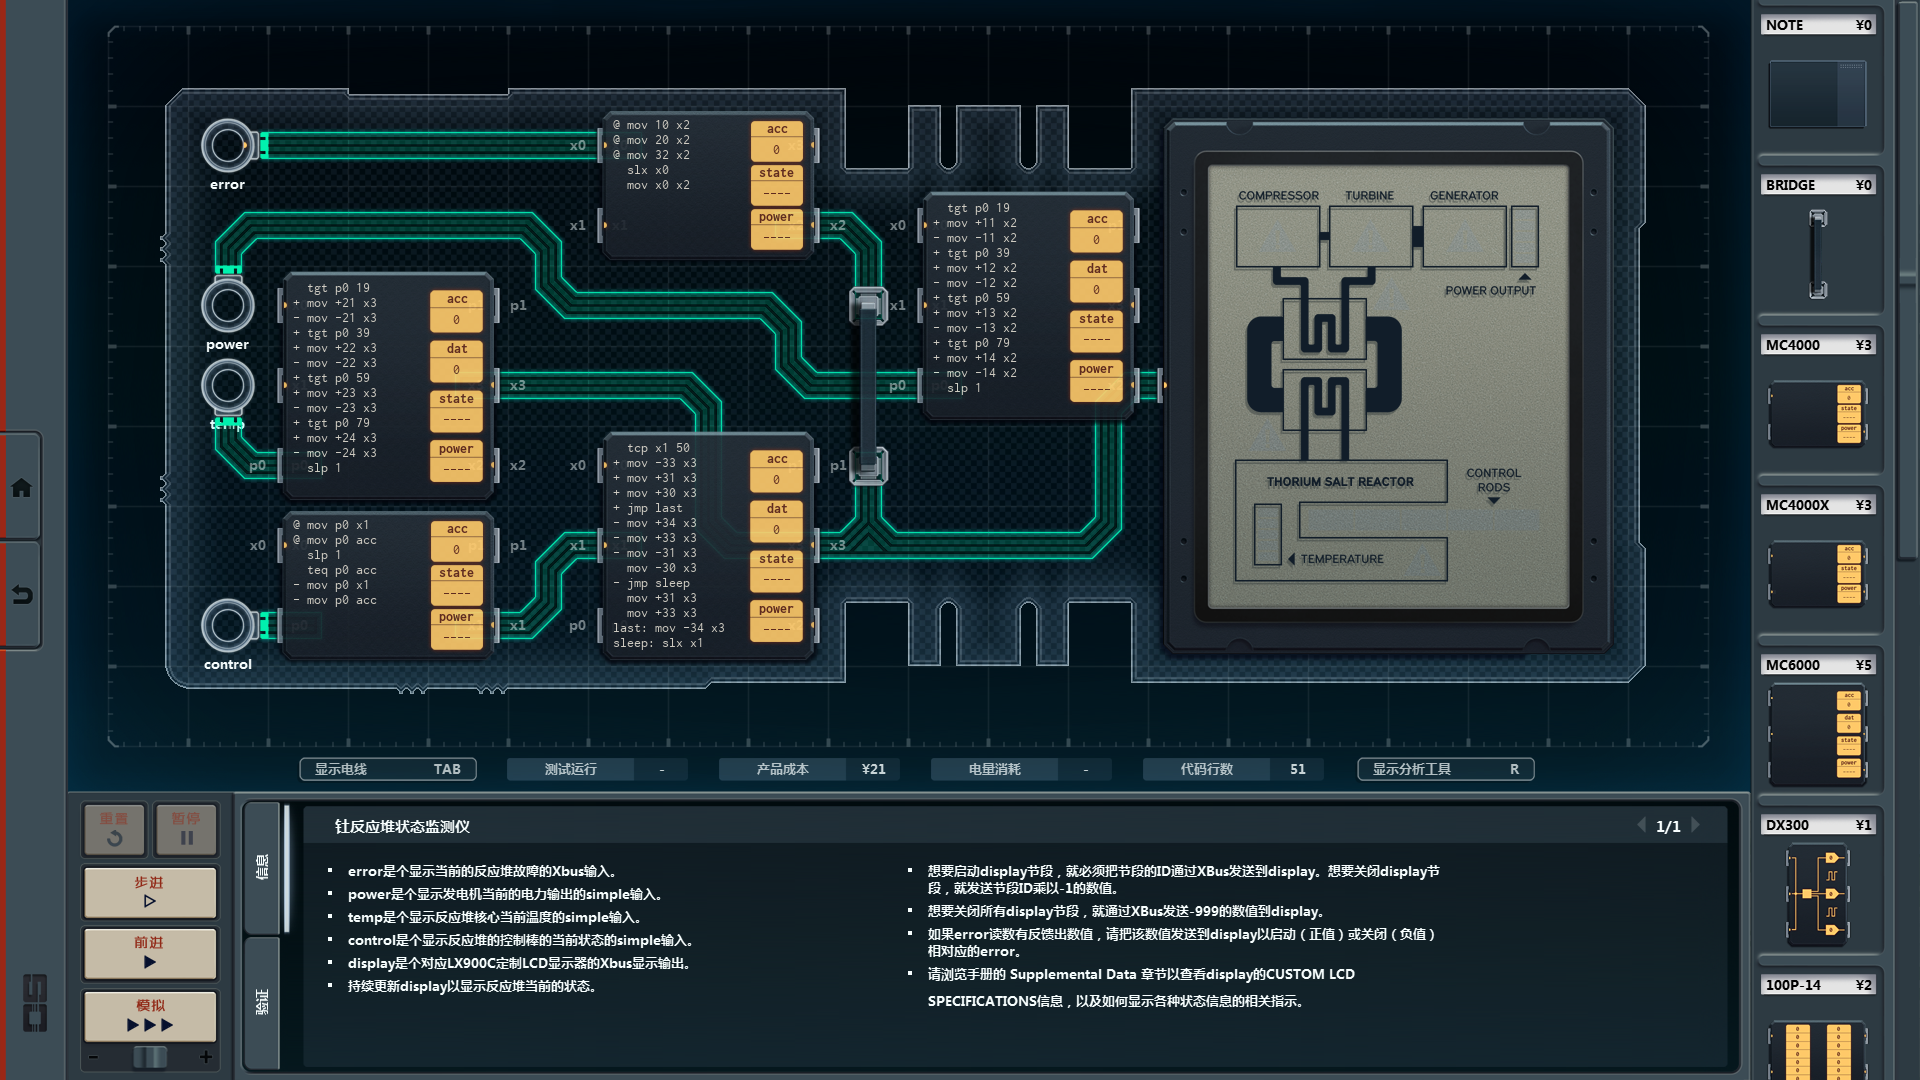 error
power
temp
control
@ mov 10 x2
@ mov 20 x2
@ mov 32 x2
slx x0
mov x0 x2
acc
0
state
----
power
----
x0
x1
x2
tgt p0 19
+ mov +21 x3
- mov -21 x3
+ tgt p0 39
+ mov +22 x3
- mov -22 x3
+ tgt p0 59
+ mov +23 x3
- mov -23 x3
+ tgt p0 79
+ mov +24 x3
- mov -24 x3
slp 1
acc
0
dat
0
state
----
power
----
p0
p1
x3
x2
@ mov p0 x1
@ mov p0 acc
slp 1
teq p0 acc
- mov p0 x1
- mov p0 acc
acc
0
state
----
power
----
x0
p0
p1
x1
tcp x1 50
+ mov -33 x3
+ mov +31 x3
+ mov +30 x3
+ jmp last
- mov +34 x3
- mov +33 x3
- mov -31 x3
mov -30 x3
- jmp sleep
mov +31 x3
mov +33 x3
last: mov -34 x3
sleep: slx x1
acc
0
dat
0
state
----
power
----
x0
x1
p0
p1
x3
tgt p0 19
+ mov +11 x2
- mov -11 x2
+ tgt p0 39
+ mov +12 x2
- mov -12 x2
+ tgt p0 59
+ mov +13 x2
- mov -13 x2
+ tgt p0 79
+ mov +14 x2
- mov -14 x2
slp 1
acc
0
dat
0
state
----
power
----
x0
x1
p0
COMPRESSOR
TURBINE
GENERATOR
POWER OUTPUT
THORIUM SALT REACTOR
CONTROL
RODS
TEMPERATURE
NOTE ¥0
BRIDGE ¥0
MC4000 ¥3
MC4000X ¥3
MC6000 ¥5
DX300 ¥1
100P-14 ¥2
显示电线 TAB
测试运行 -
产品成本 ¥21
电量消耗 -
代码行数 51
显示分析工具 R
重置
暂停
步进
前进
模拟
- +
信息
验证
钍反应堆状态监测仪
1/1
▪ error是个显示当前的反应堆故障的Xbus输入。
▪ power是个显示发电机当前的电力输出的simple输入。
▪ temp是个显示反应堆核心当前温度的simple输入。
▪ control是个显示反应堆的控制棒的当前状态的simple输入。
▪ display是个对应LX900C定制LCD显示器的Xbus显示输出。
▪ 持续更新display以显示反应堆当前的状态。
▪ 想要启动display节段，就必须把节段的ID通过XBus发送到display。想要关闭display节
段，就发送节段ID乘以-1的数值。
▪ 想要关闭所有display节段，就通过XBus发送-999的数值到display。
▪ 如果error读数有反馈出数值，请把该数值发送到display以启动（正值）或关闭（负值）
相对应的error。
▪ 请浏览手册的 Supplemental Data 章节以查看display的CUSTOM LCD
SPECIFICATIONS信息，以及如何显示各种状态信息的相关指示。